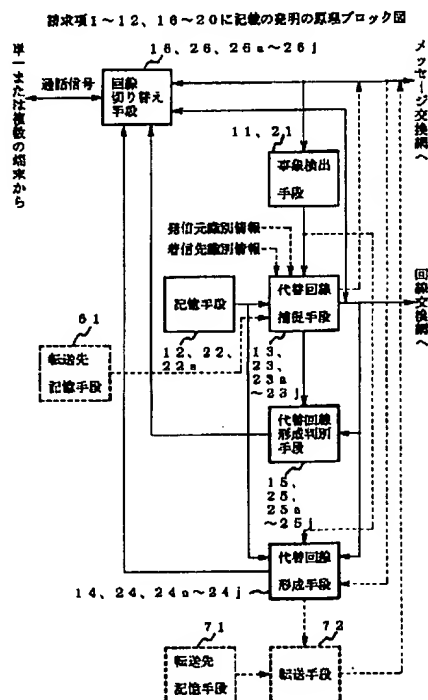 請求項1~12、16~20に記載の発明の原理ブロック図
単一または複数の端末から
通話信号
16、26、26a~26j
回線
切り替え
手段
メッセージ交換網へ
11、21
事象検出
手段
発信元識別情報
着信先識別情報
記憶手段
12、22、
22a
代替回線
捕捉手段
回線交換網へ
61
転送先
記憶手段
13、
23、
23a
~23j
代替回線
形成判別
手段
15、
25、
25a
~25j
代替回線
形成手段
14、24、24a~24j
71
転送先
記憶手段
72
転送手段